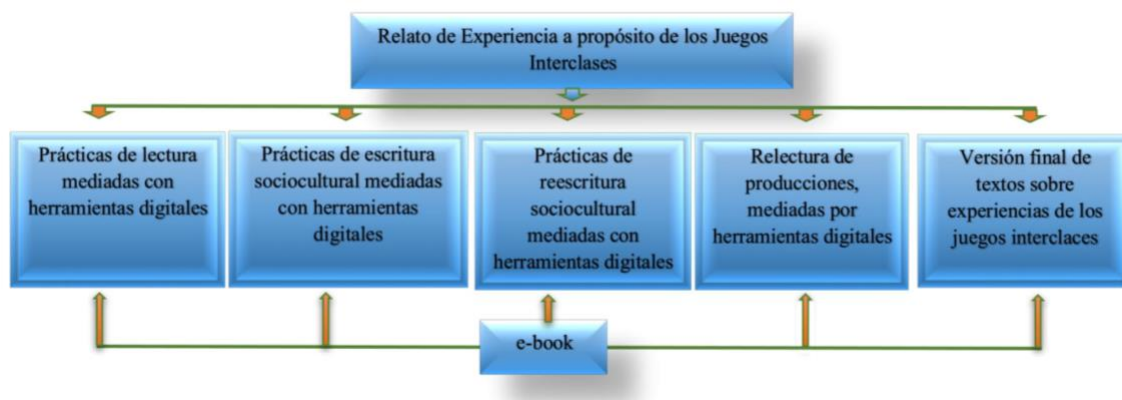 Relato de Experiencia a propósito de los Juegos
Interclases
Prácticas de lectura
mediadas con
herramientas digitales
Prácticas de escritura
sociocultural mediadas
con herramientas
digitales
Prácticas de
reescritura
sociocultural
mediadas con
herramientas digitales
Relectura de
producciones,
mediadas por
herramientas digitales
Versión final de
textos sobre
experiencias de los
juegos interclaces
e-book